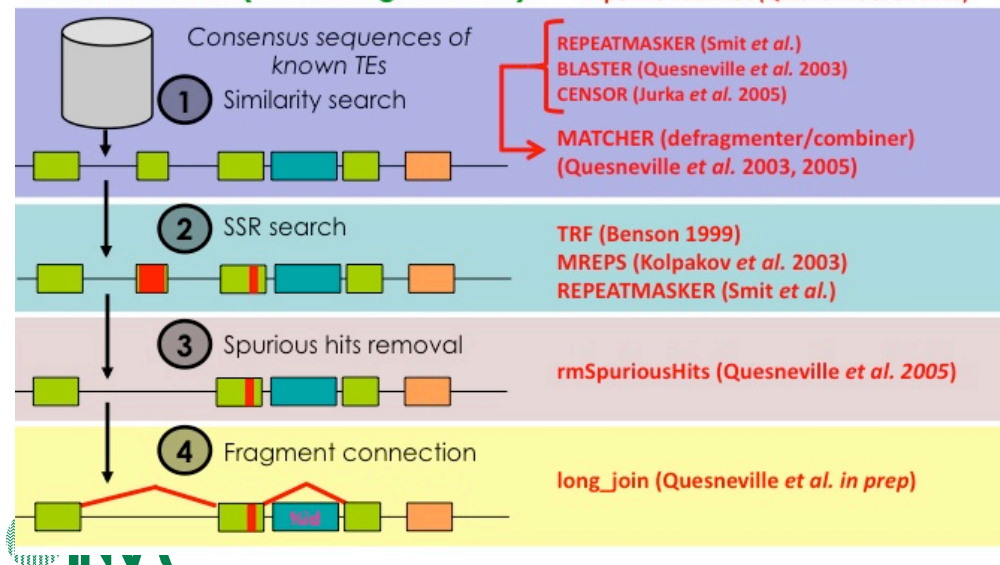 Consensus sequences of
known TEs
1 Similarity search
REPEATMASKER (Smit et al.)
BLASTER (Quesneville et al. 2003)
CENSOR (Jurka et al. 2005)
MATCHER (defragmenter/combiner)
(Quesneville et al. 2003, 2005)
2 SSR search
TRF (Benson 1999)
MREPS (Kolpakov et al. 2003)
REPEATMASKER (Smit et al.)
3 Spurious hits removal
rmSpuriousHits (Quesneville et al. 2005)
4 Fragment connection
long_join (Quesneville et al. in prep)
%id